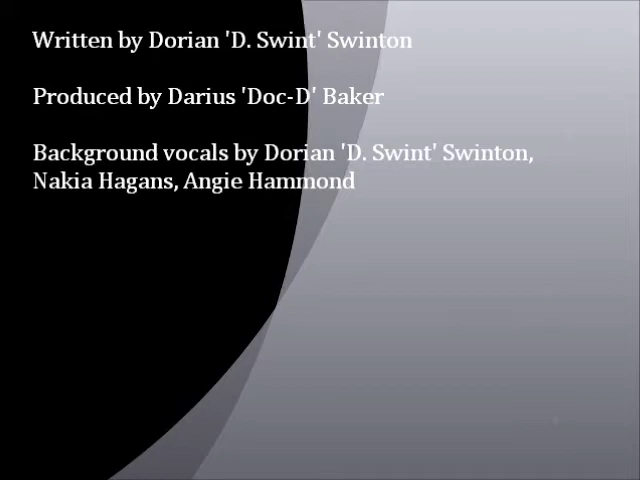 Written by Dorian 'D. Swint' Swinton
Produced by Darius 'Doc-D' Baker
Background vocals by Dorian 'D. Swint' Swinton,
Nakia Hagans, Angie Hammond